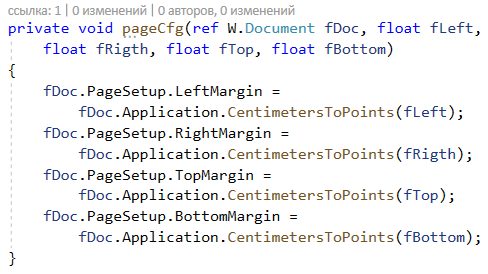 ссылка: 1 | 0 изменений | 0 авторов, 0 изменений
private void pageCfg(ref W.Document fDoc, float fLeft,
float fRigth, float fTop, float fBottom)
{
fDoc.PageSetup.LeftMargin =
fDoc.Application.CentimetersToPoints(fLeft);
fDoc.PageSetup.RightMargin =
fDoc.Application.CentimetersToPoints(fRigth);
fDoc.PageSetup.TopMargin =
fDoc.Application.CentimetersToPoints(fTop);
fDoc.PageSetup.BottomMargin =
fDoc.Application.CentimetersToPoints(fBottom);
}